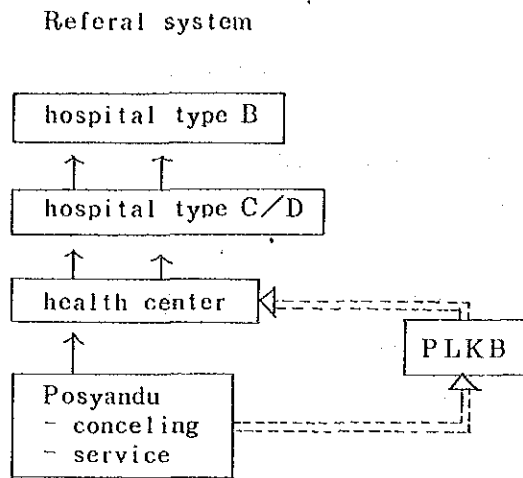 Referal system
hospital type B
hospital type C/D
health center
PLKB
Posyandu
- conceling
- service